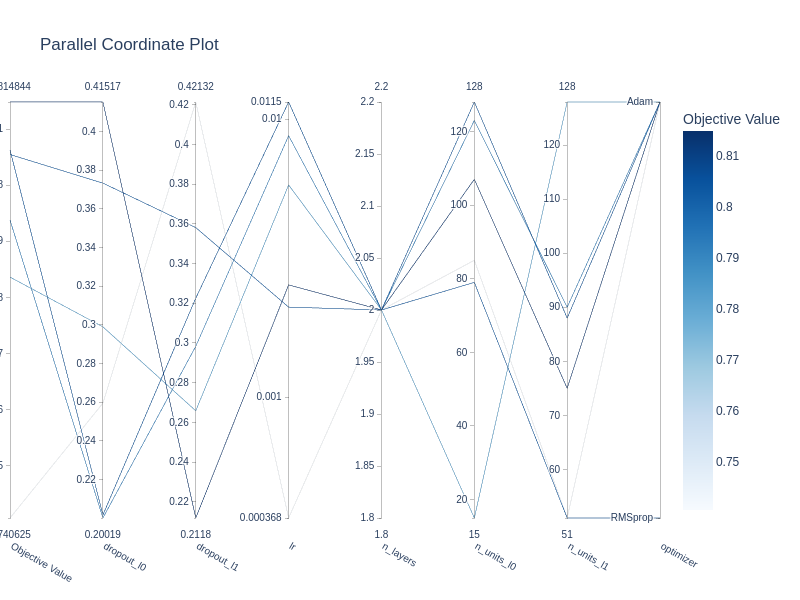 Parallel Coordinate Plot
814844 0.41517 0.42132 2.2 128 128
0.0115 2.2 Adam
0.42
0.01
0.4 0.4 2.15 120 120
0.38 0.38 2.1 110
0.36 0.36 100
0.34 0.34 2.05 100
0.32 0.32 2 80 90
0.3 0.3 1.95 60 80
0.28 0.28 0.001 1.9 40 70
0.26 0.26
0.24 0.24 1.85 60
0.22 0.22 20
0.000368 1.8 RMSprop
740625 0.20019 0.2118 1.8 15 51
Objective Value dropout_l0 dropout_l1 lr n_layers n_units_l0 n_units_l1 optimizer
Objective Value
0.81
0.8
0.79
0.78
0.77
0.76
0.75